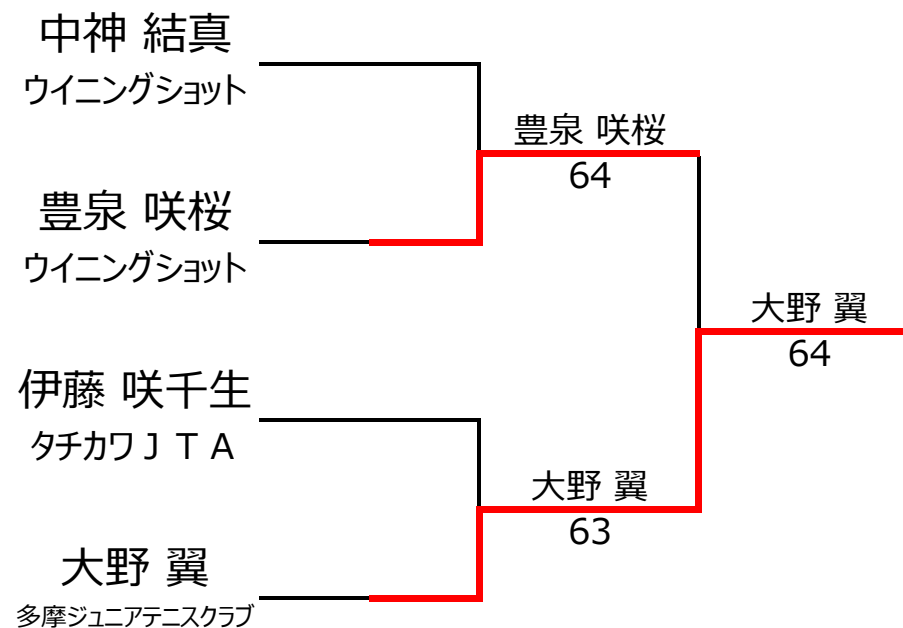 中神 結真
ウイニングショット
豊泉 咲桜
64
豊泉 咲桜
ウイニングショット
大野 翼
64
伊藤 咲千生
タチカワＪＴＡ
大野 翼
63
大野 翼
多摩ジュニアテニスクラブ